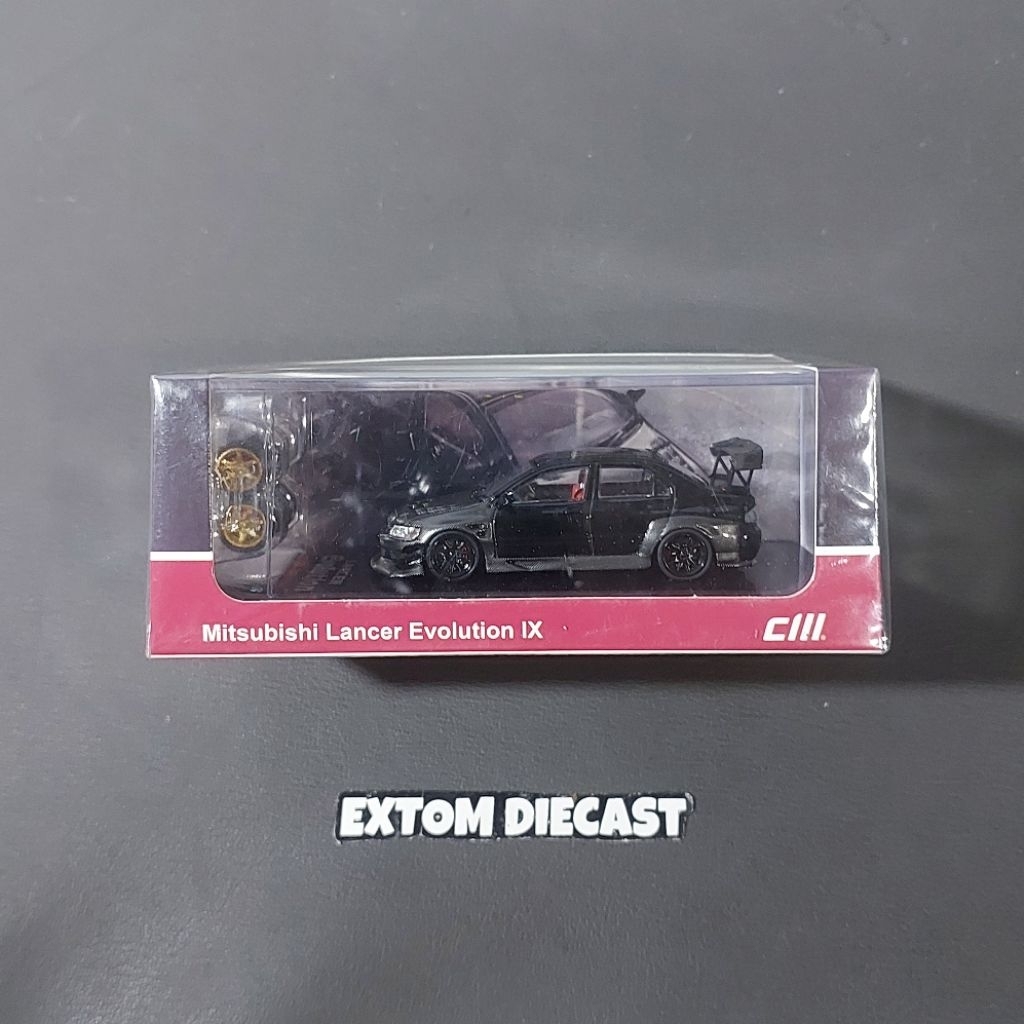 Mitsubishi Lancer Evolution IX
CM.
EXTOM DIECAST